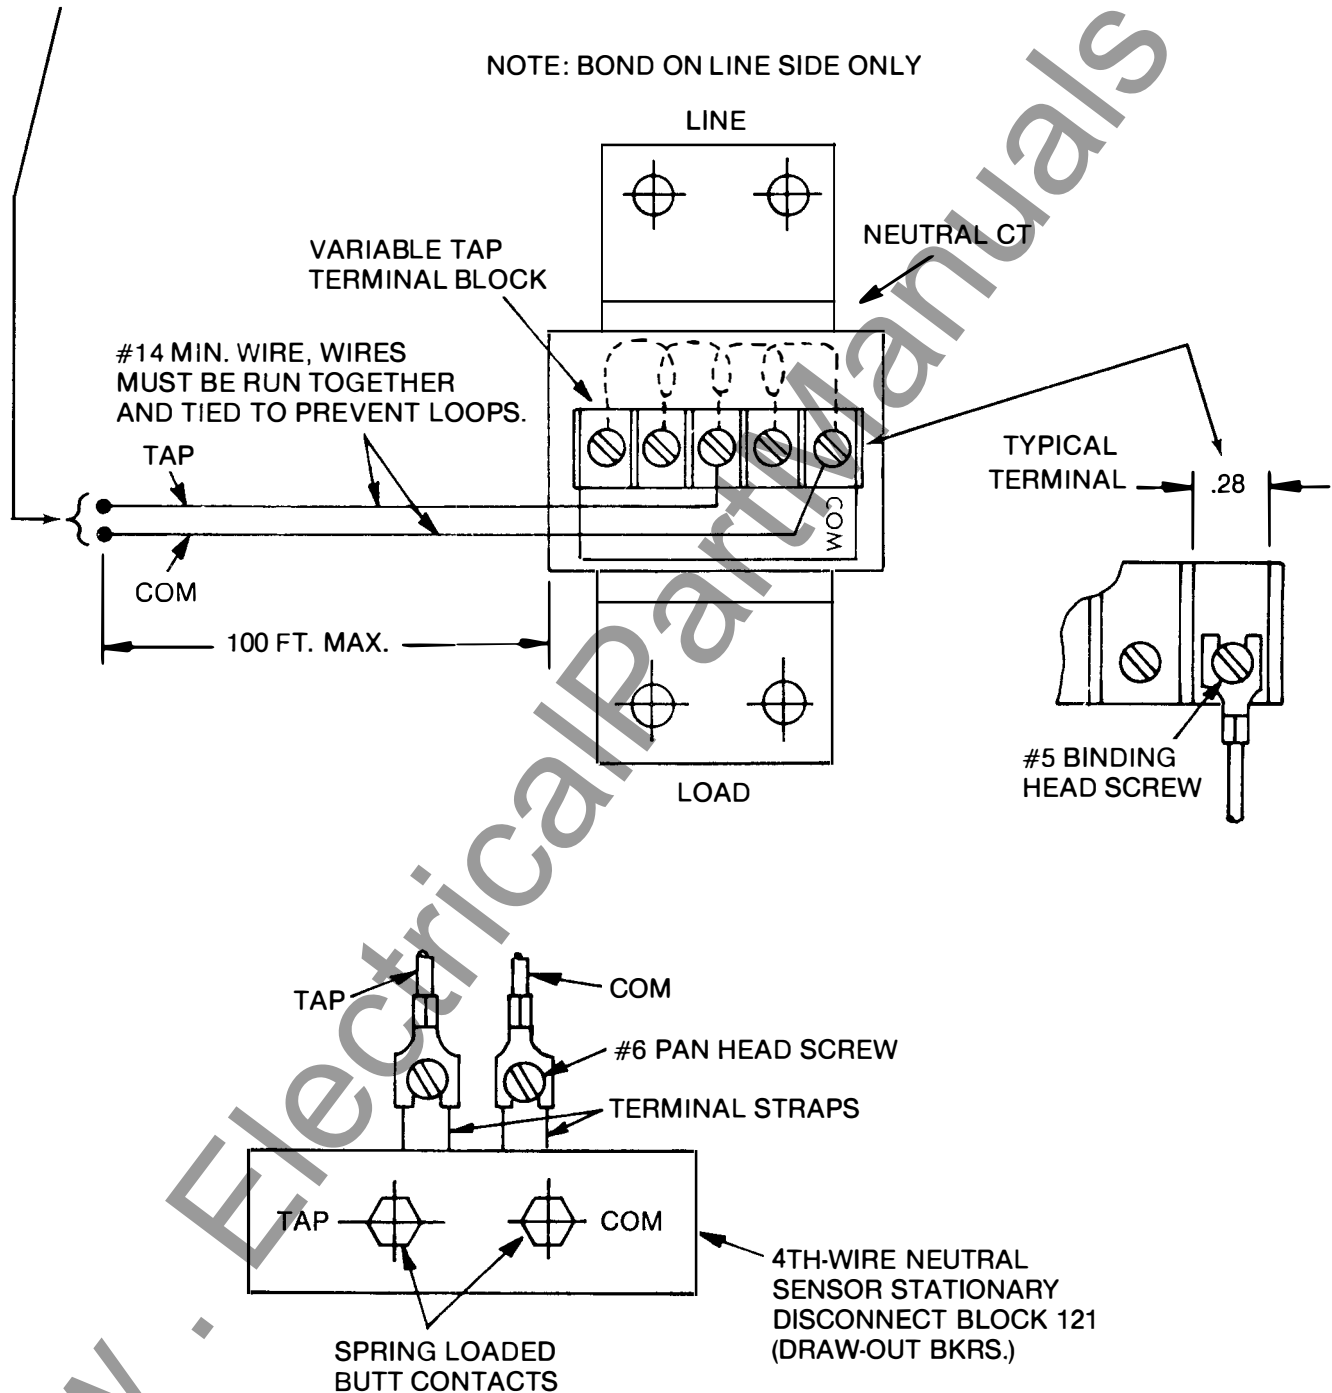 NOTE: BOND ON LINE SIDE ONLY
LINE
NEUTRAL CT
VARIABLE TAP
TERMINAL BLOCK
#14 MIN. WIRE, WIRES
MUST BE RUN TOGETHER
AND TIED TO PREVENT LOOPS.
TAP
COM
COM
100 FT. MAX.
LOAD
TYPICAL
TERMINAL
.28
#5 BINDING
HEAD SCREW
TAP
COM
#6 PAN HEAD SCREW
TERMINAL STRAPS
TAP
COM
4TH-WIRE NEUTRAL
SENSOR STATIONARY
DISCONNECT BLOCK 121
(DRAW-OUT BKRS.)
SPRING LOADED
BUTT CONTACTS
. ElectricalPartManuals